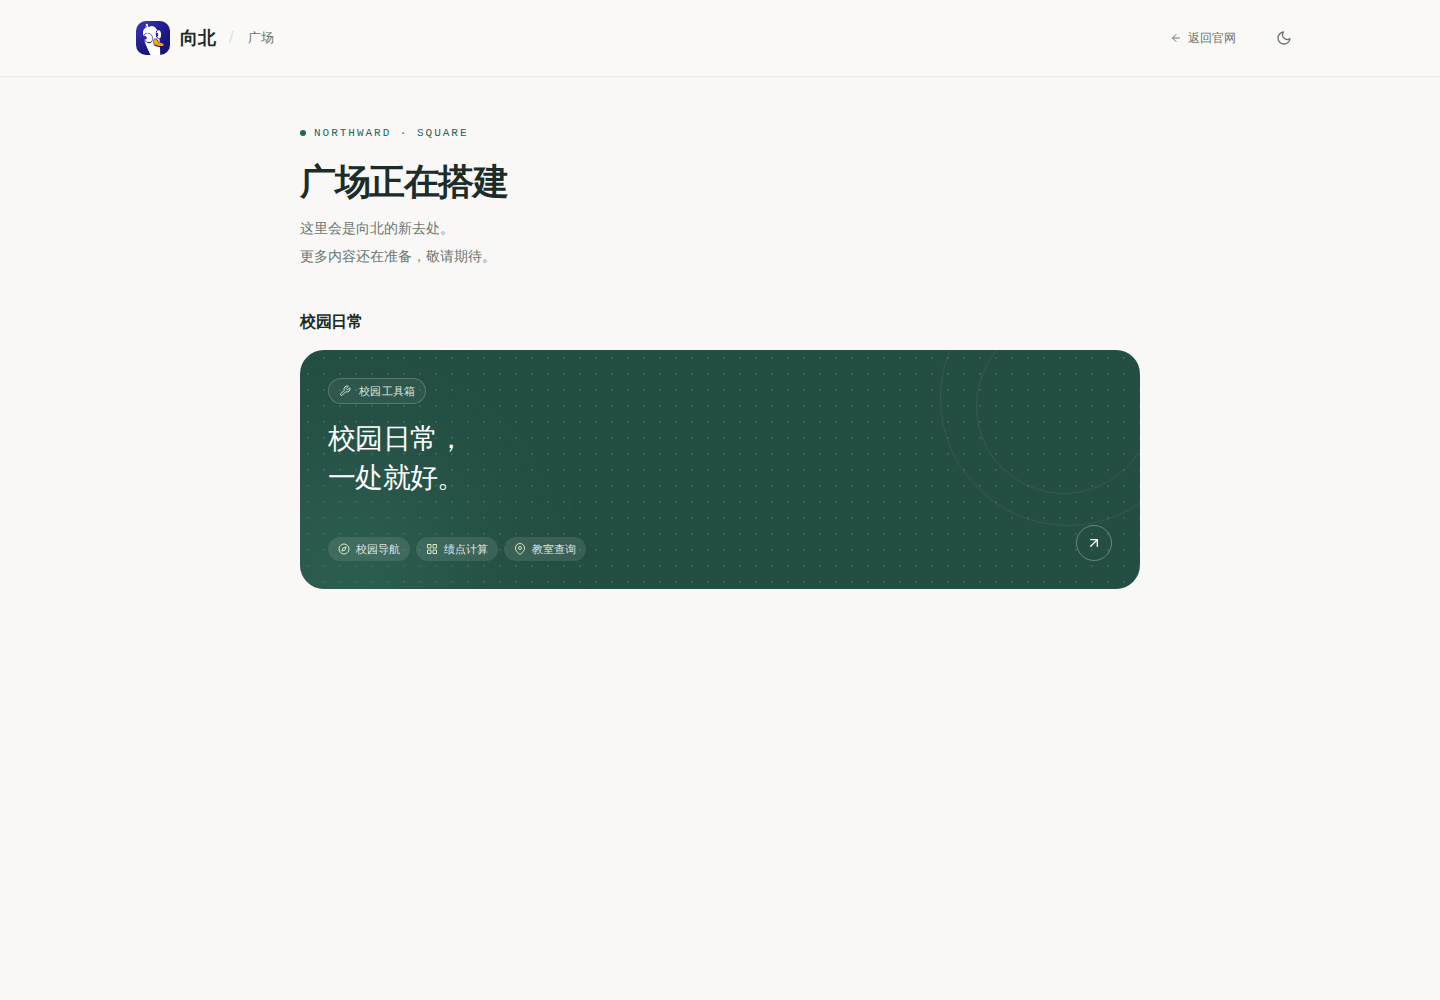 向北 / 广场
返回官网
NORTHWARD · SQUARE
广场正在搭建
这里会是向北的新去处。
更多内容还在准备，敬请期待。
校园日常
校园工具箱
校园日常，
一处就好。
校园导航
绩点计算
教室查询